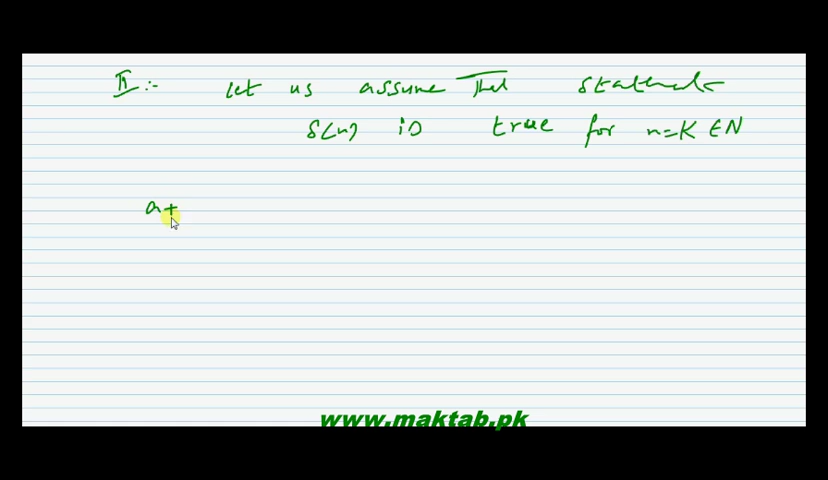 II :- Let us assume that statement
S(n) is true for n=K ∈N
a+
www.maktab.pk